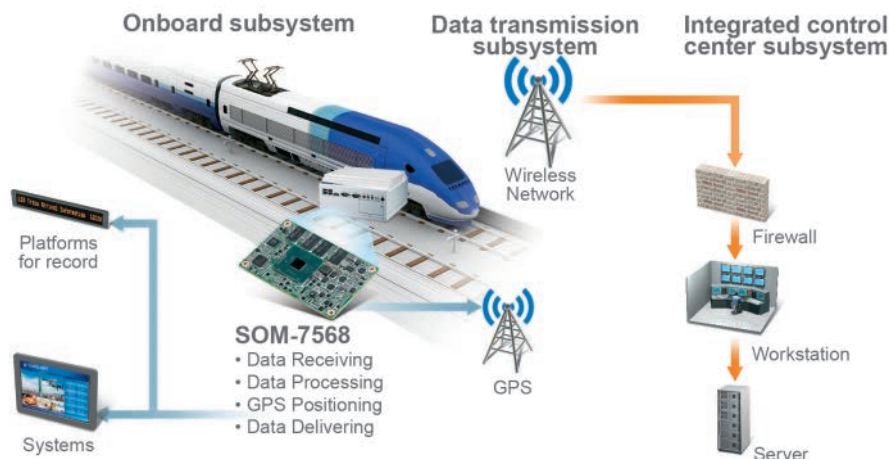 Onboard subsystem
Data transmission
subsystem
Integrated control
center subsystem
Wireless
Network
Platforms
for record
Firewall
SOM-7568
• Data Receiving
• Data Processing
• GPS Positioning
• Data Delivering
GPS
Workstation
Systems
Server